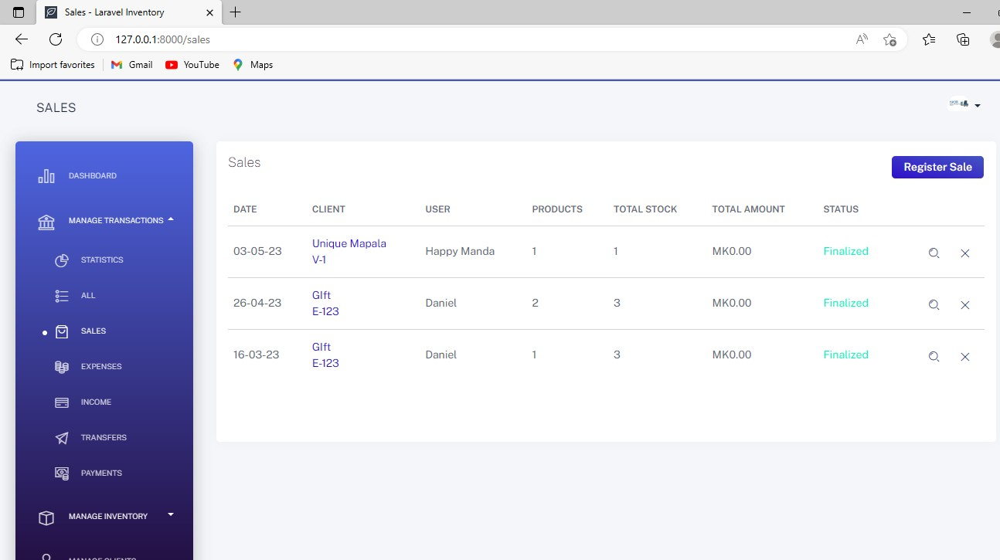 Sales - Laravel Inventory
127.0.0.1:8000/sales
Import favorites Gmail YouTube Maps
SALES
DASHBOARD
MANAGE TRANSACTIONS
STATISTICS
ALL
SALES
EXPENSES
INCOME
TRANSFERS
PAYMENTS
MANAGE INVENTORY
MANAGE CLIENTS
Sales
Register Sale
DATE CLIENT USER PRODUCTS TOTAL STOCK TOTAL AMOUNT STATUS
03-05-23 Unique Mapala V-1 Happy Manda 1 1 MK0.00 Finalized
26-04-23 GIft E-123 Daniel 2 3 MK0.00 Finalized
16-03-23 GIft E-123 Daniel 1 3 MK0.00 Finalized